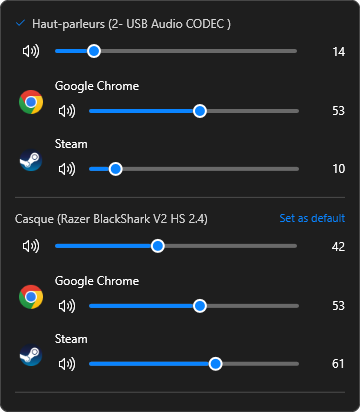 Haut-parleurs (2- USB Audio CODEC )
14
Google Chrome
53
Steam
10
Casque (Razer BlackShark V2 HS 2.4) Set as default
42
Google Chrome
53
Steam
61